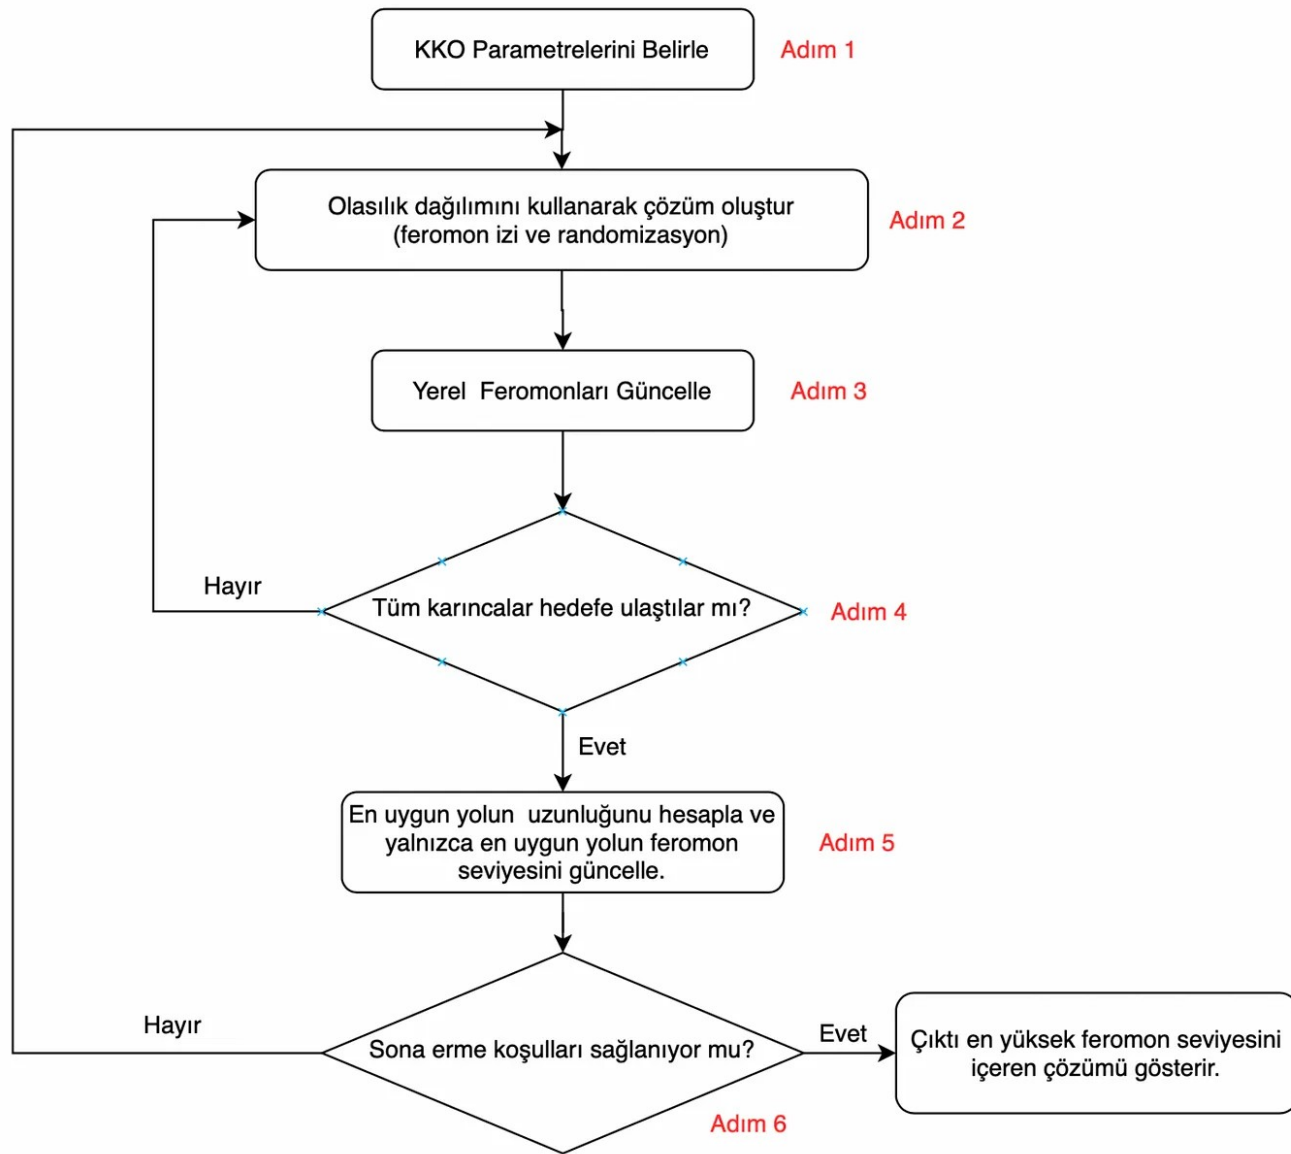 KKO Parametrelerini Belirle
Adım 1
Olasılık dağılımını kullanarak çözüm oluştur
(feromon izi ve randomizasyon)
Adım 2
Yerel  Feromonları Güncelle
Adım 3
Hayır
Tüm karıncalar hedefe ulaştılar mı?
Adım 4
Evet
En uygun yolun  uzunluğunu hesapla ve
yalnızca en uygun yolun feromon
seviyesini güncelle.
Adım 5
Hayır
Sona erme koşulları sağlanıyor mu?
Evet
Çıktı en yüksek feromon seviyesini
içeren çözümü gösterir.
Adım 6